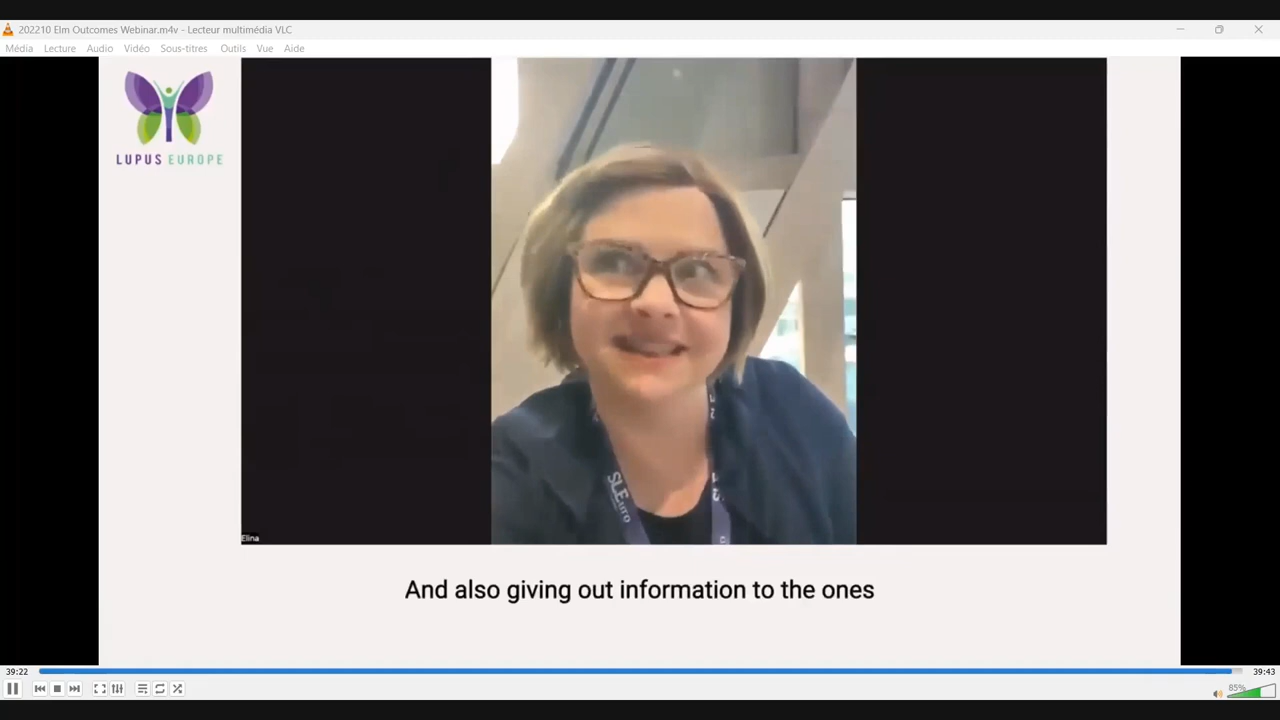 202210 Elm Outcomes Webinar.m4v - Lecteur multimédia VLC
Média Lecture Audio Vidéo Sous-titres Outils Vue Aide
LUPUS EUROPE
SLEuro
Elina
And also giving out information to the ones
39:22
39:43
85%